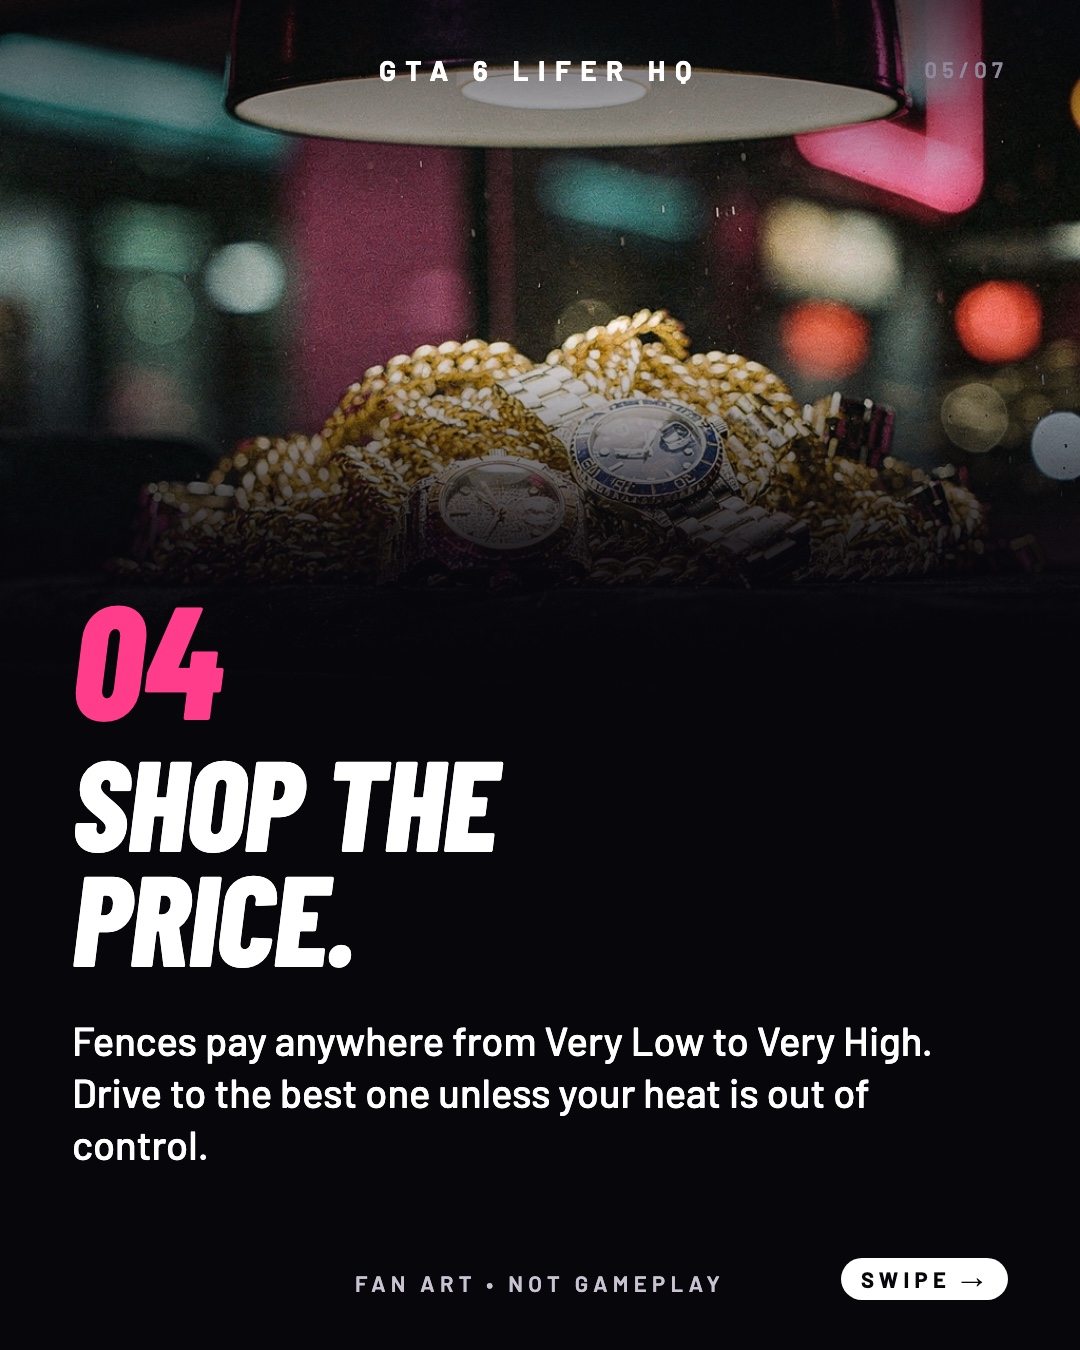 GTA 6 LIFER HQ
05/07
04
SHOP THE
PRICE.
Fences pay anywhere from Very Low to Very High.
Drive to the best one unless your heat is out of
control.
FAN ART • NOT GAMEPLAY
SWIPE →